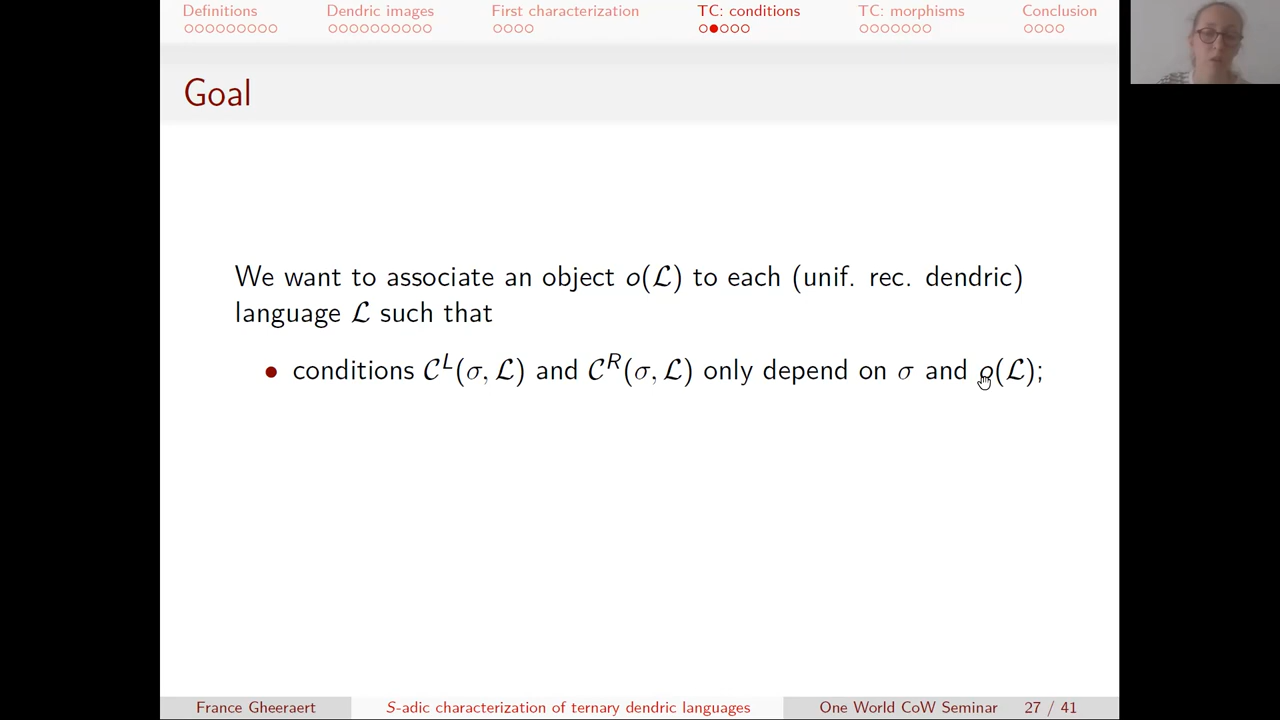 Definitions Dendric images First characterization TC: conditions TC: morphisms Conclusion
Goal
We want to associate an object o(ℒ) to each (unif. rec. dendric)
language ℒ such that
• conditions 𝒞^L(σ, ℒ) and 𝒞^R(σ, ℒ) only depend on σ and o(ℒ);
France Gheeraert S-adic characterization of ternary dendric languages One World CoW Seminar 27 / 41